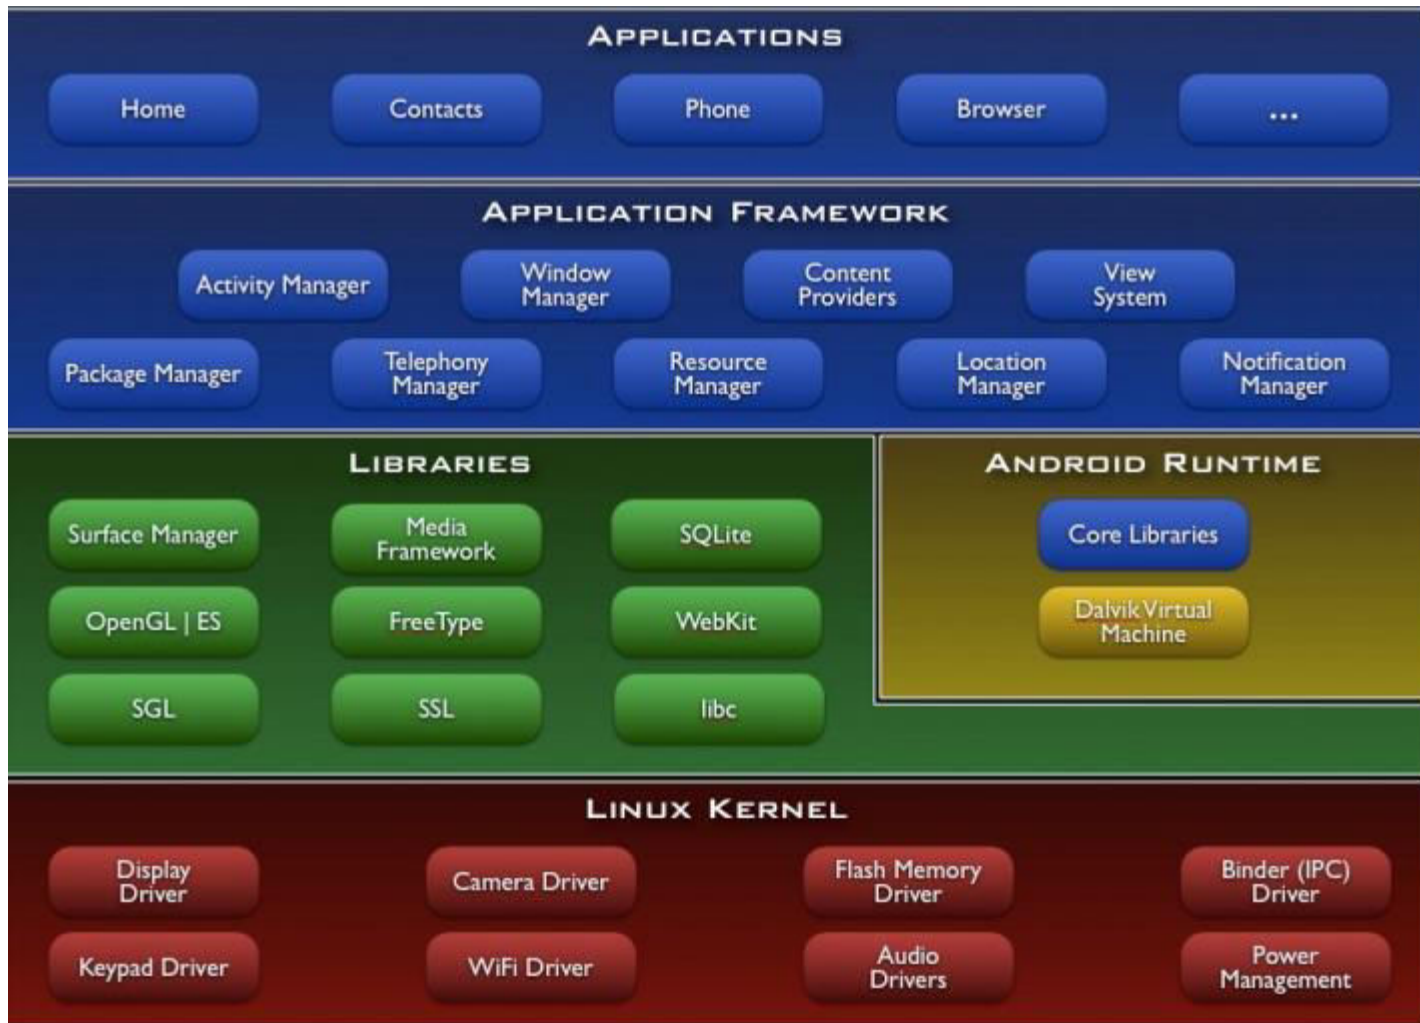 APPLICATIONS
Home
Contacts
Phone
Browser
...
APPLICATION FRAMEWORK
Activity Manager
Window
Manager
Content
Providers
View
System
Package Manager
Telephony
Manager
Resource
Manager
Location
Manager
Notification
Manager
LIBRARIES
Surface Manager
Media
Framework
SQLite
OpenGL | ES
FreeType
WebKit
SGL
SSL
libc
ANDROID RUNTIME
Core Libraries
Dalvik Virtual
Machine
LINUX KERNEL
Display
Driver
Camera Driver
Flash Memory
Driver
Binder (IPC)
Driver
Keypad Driver
WiFi Driver
Audio
Drivers
Power
Management